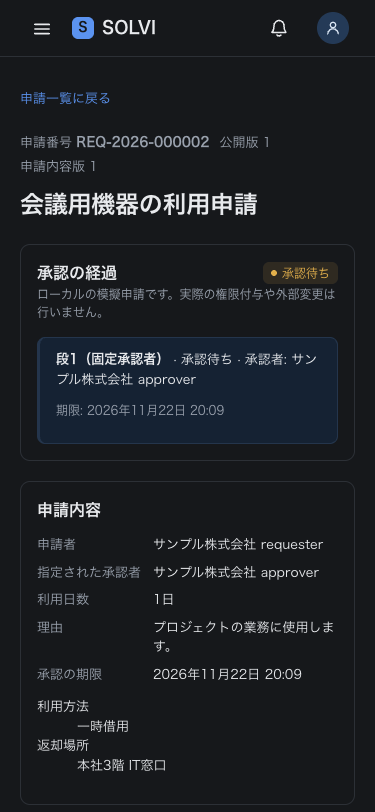 S SOLVI
申請一覧に戻る
申請番号 REQ-2026-000002 公開版 1
申請内容版 1
会議用機器の利用申請
承認の経過
承認待ち
ローカルの模擬申請です。実際の権限付与や外部変更は
行いません。
段1（固定承認者） · 承認待ち · 承認者: サン
プル株式会社 approver
期限: 2026年11月22日 20:09
申請内容
申請者 サンプル株式会社 requester
指定された承認者 サンプル株式会社 approver
利用日数 1日
理由 プロジェクトの業務に使用しま
す。
承認の期限 2026年11月22日 20:09
利用方法
一時借用
返却場所
本社3階 IT窓口